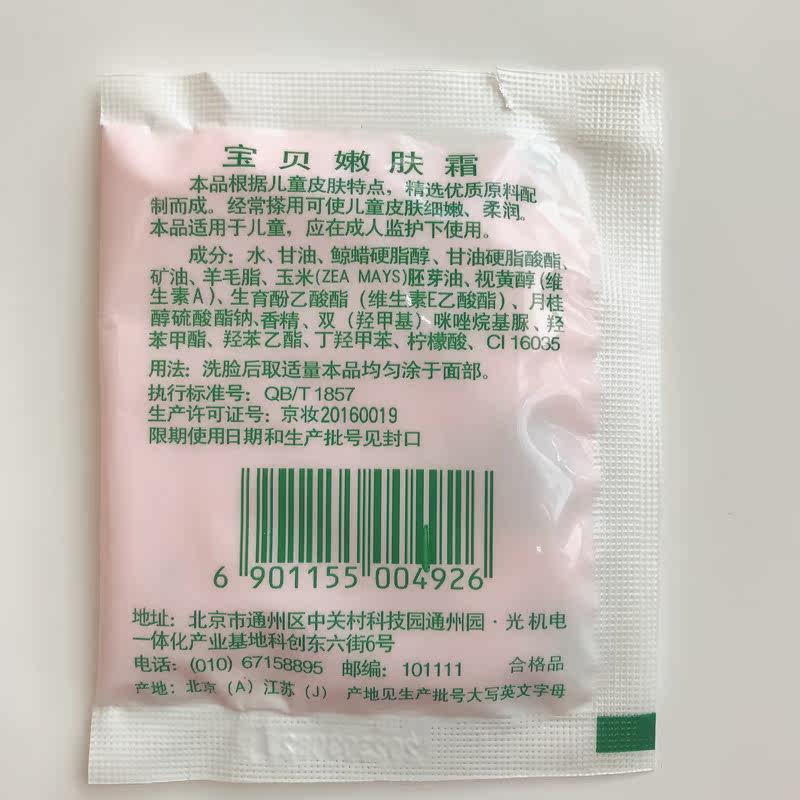 宝贝嫩肤霜
本品根据儿童皮肤特点，精选优质原料配
制而成。经常搽用可使儿童皮肤细嫩、柔润。
本品适用于儿童，应在成人监护下使用。
成分：水、甘油、鲸蜡硬脂醇、甘油硬脂酸酯、
矿油、羊毛脂、玉米(ZEA MAYS)胚芽油、视黄醇(维
生素A)、生育酚乙酸酯（维生素E乙酸酯）、月桂
醇硫酸酯钠、香精、双（羟甲基）咪唑烷基脲、羟
苯甲酯、羟苯乙酯、丁羟甲苯、柠檬酸、CI 16035
用法：洗脸后取适量本品均匀涂于面部。
执行标准号：QB/T 1857
生产许可证号：京妆20160019
限期使用日期和生产批号见封口
6 901155 004926
地址：北京市通州区中关村科技园通州园·光机电
一体化产业基地科创东六街6号
电话：(010) 67158895 邮编：101111 合格品
产地：北京（A）江苏（J） 产地见生产批号大写英文字母